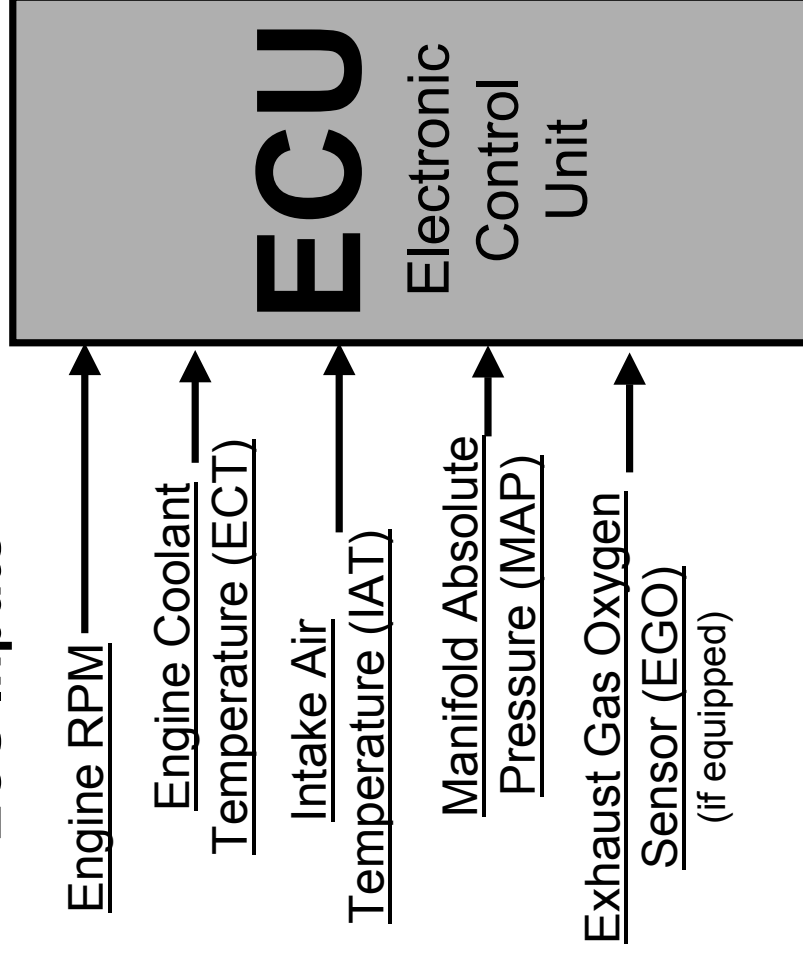 Engine RPM
Engine Coolant
Temperature (ECT)
Intake Air
Temperature (IAT)
Manifold Absolute
Pressure (MAP)
Exhaust Gas Oxygen
Sensor (EGO)
(if equipped)
ECU
Electronic
Control
Unit